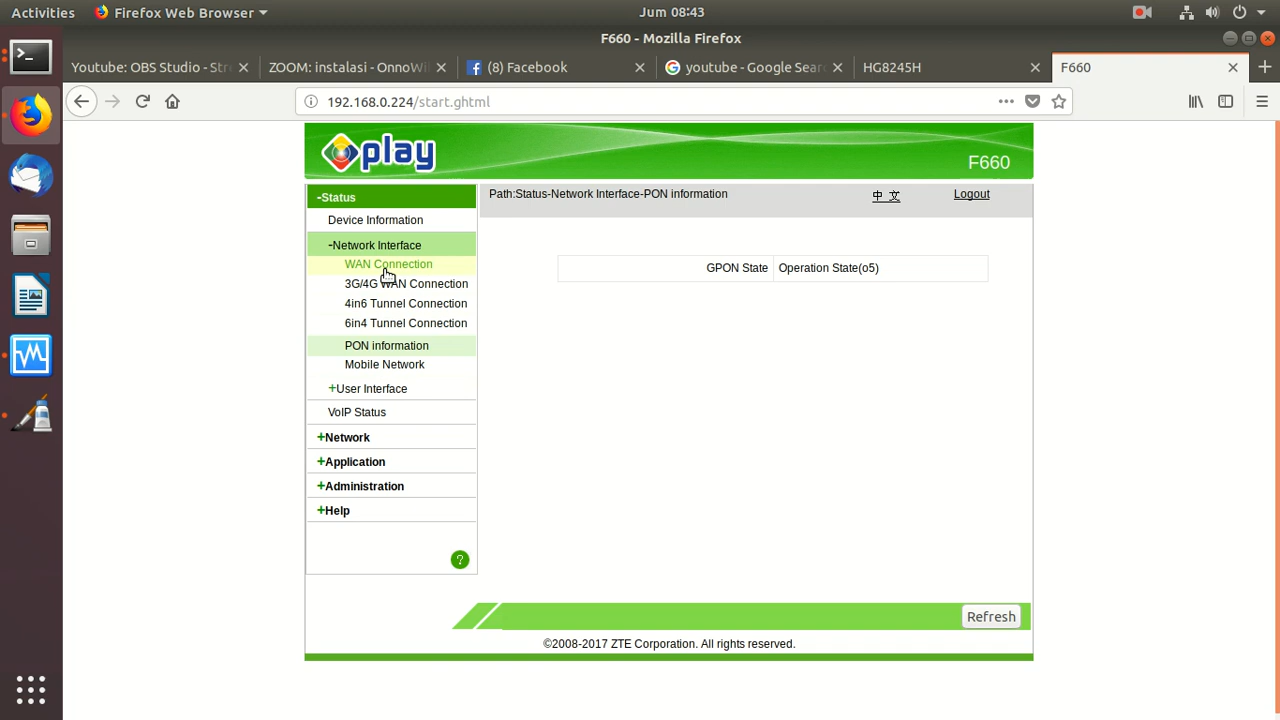 Activities Firefox Web Browser Jum 08:43
F660 - Mozilla Firefox
Youtube: OBS Studio - Stre ZOOM: instalasi - OnnoWi (8) Facebook youtube - Google Sear HG8245H F660
192.168.0.224/start.ghtml
play
F660
-Status
Path:Status-Network Interface-PON information 中 文 Logout
Device Information
-Network Interface
WAN Connection
GPON State Operation State(o5)
3G/4G WAN Connection
4in6 Tunnel Connection
6in4 Tunnel Connection
PON information
Mobile Network
+User Interface
VoIP Status
+Network
+Application
+Administration
+Help
?
Refresh
©2008-2017 ZTE Corporation. All rights reserved.